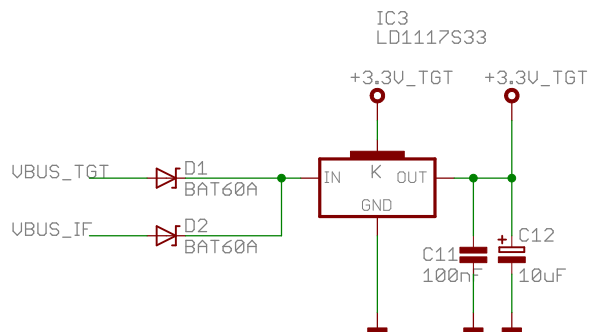 IC3
LD1117S33
+3.3V_TGT
+3.3V_TGT
VBUS_TGT
D1
BAT60A
IN
K
OUT
GND
VBUS_IF
D2
BAT60A
C11
100nF
+
C12
10uF